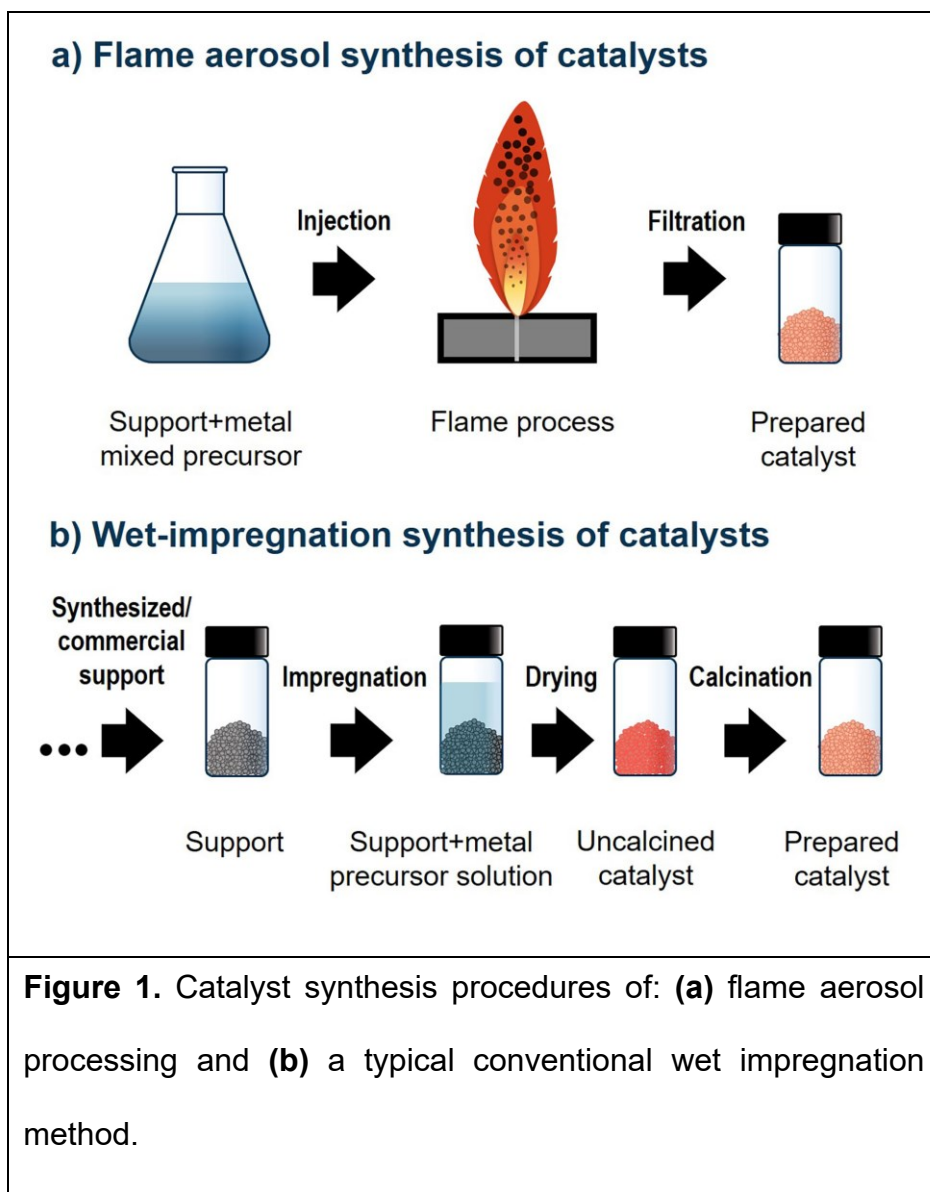 a) Flame aerosol synthesis of catalysts
Injection
Filtration
Support+metal
mixed precursor
Flame process
Prepared
catalyst
b) Wet-impregnation synthesis of catalysts
Synthesized/
commercial
support
Impregnation
Drying
Calcination
Support
Support+metal
precursor solution
Uncalcined
catalyst
Prepared
catalyst
Figure 1. Catalyst synthesis procedures of: (a) flame aerosol
processing and (b) a typical conventional wet impregnation
method.